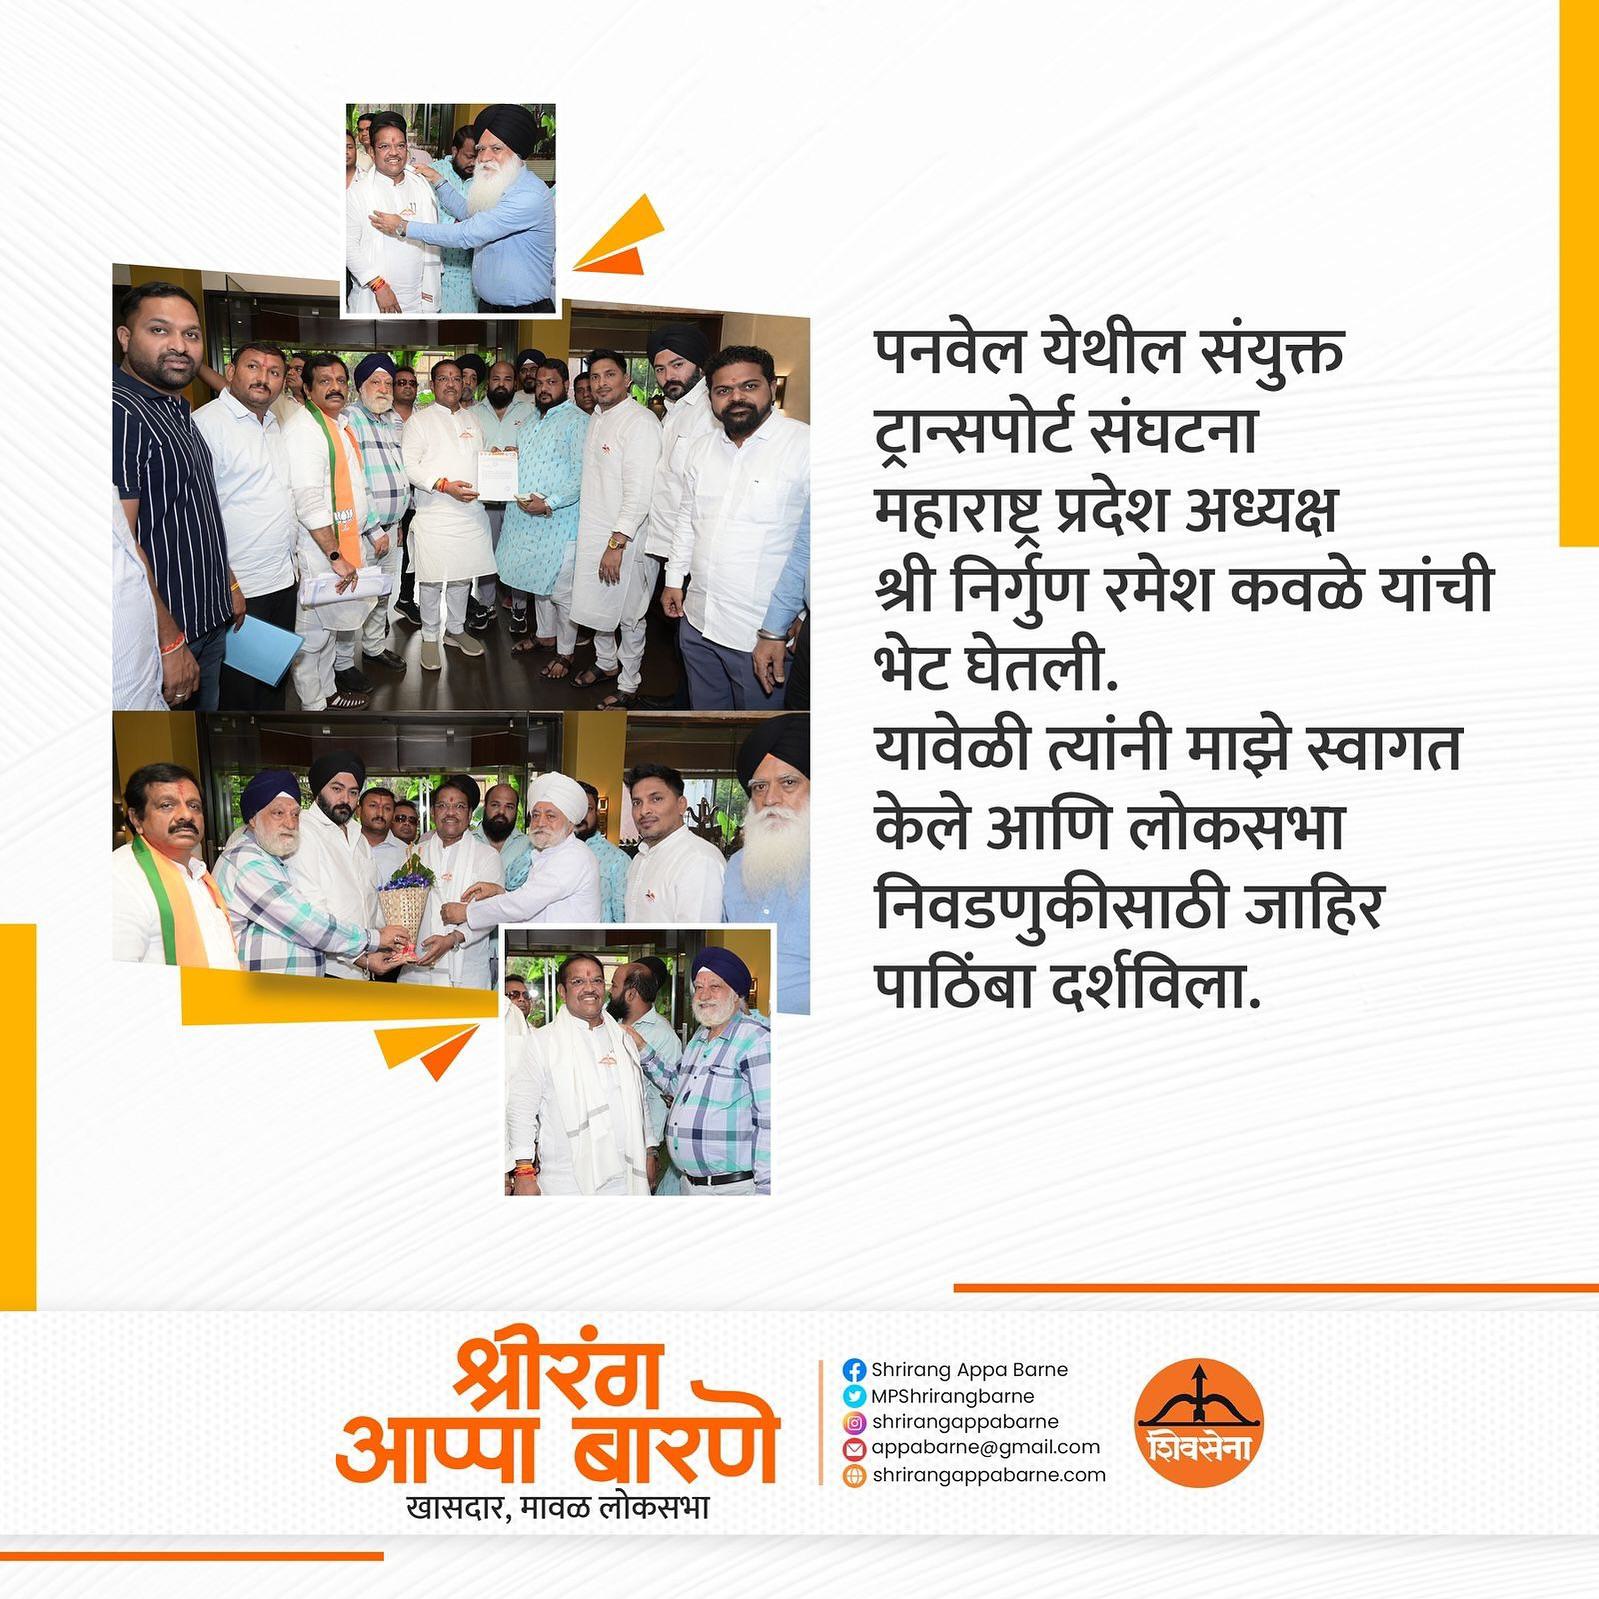 पनवेल येथील संयुक्त
ट्रान्सपोर्ट संघटना
महाराष्ट्र प्रदेश अध्यक्ष
श्री निर्गुण रमेश कवळे यांची
भेट घेतली.
यावेळी त्यांनी माझे स्वागत
केले आणि लोकसभा
निवडणुकीसाठी जाहिर
पाठिंबा दर्शविला.
श्रीरंग
आप्पा बारणे
खासदार, मावळ लोकसभा
Shrirang Appa Barne
MPShrirangbarne
shrirangappabarne
appabarne@gmail.com
shrirangappabarne.com
शिवसेना